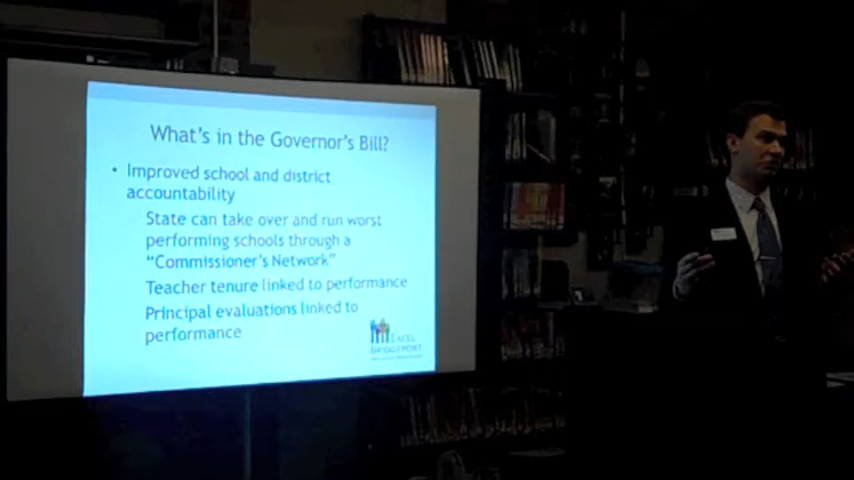 What's in the Governor's Bill?
• Improved school and district
accountability
State can take over and run worst
performing schools through a
"Commissioner's Network"
Teacher tenure linked to performance
Principal evaluations linked to
performance
EXCEL
BRIDGEPORT